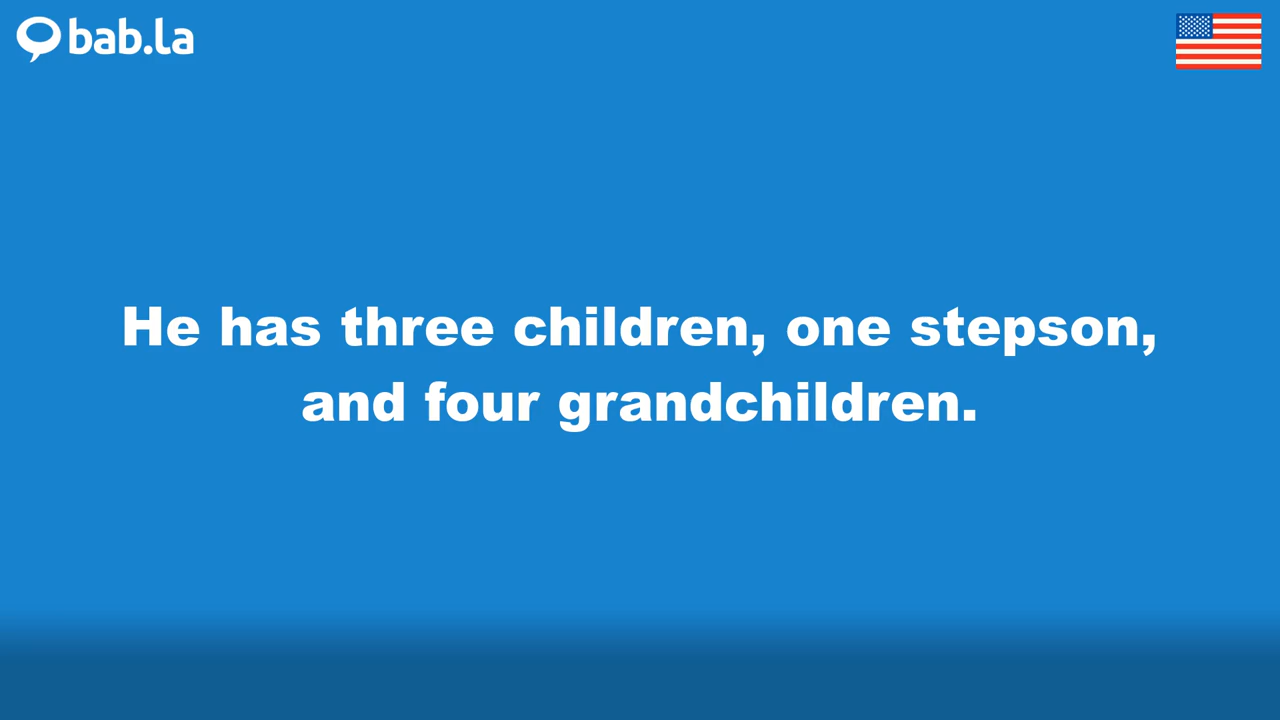 bab.la
He has three children, one stepson,
and four grandchildren.